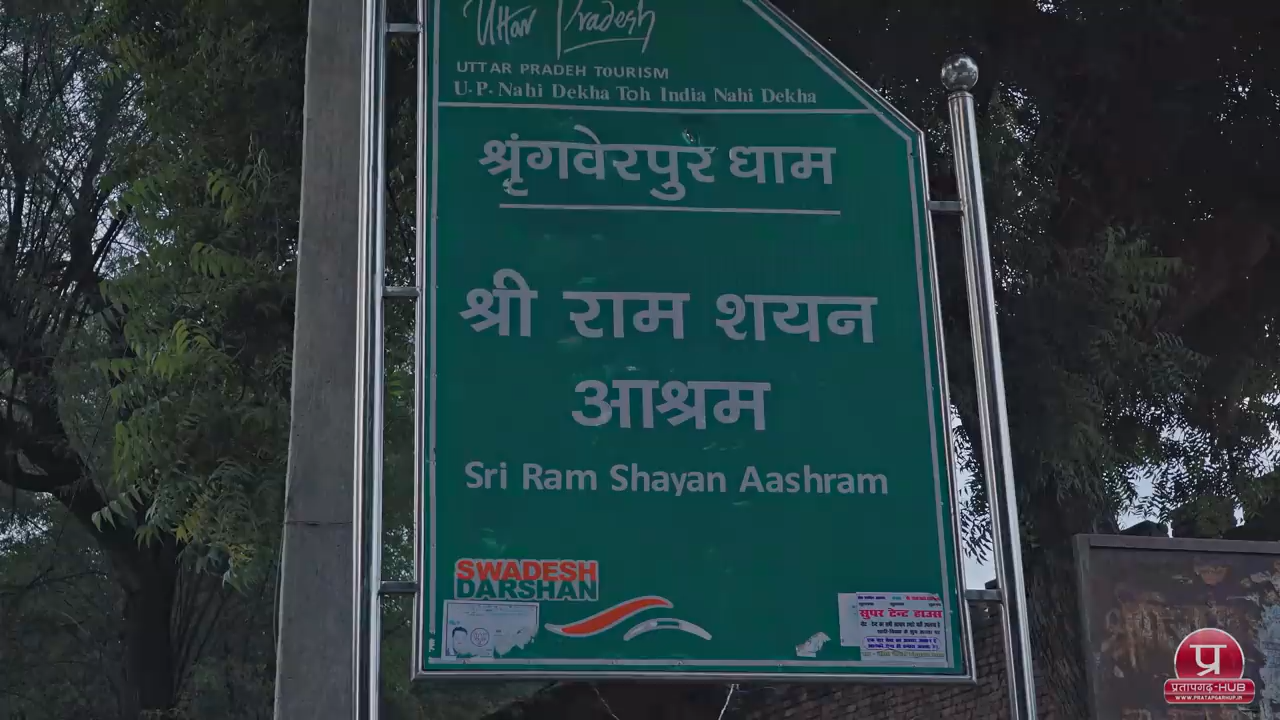 Uttar Pradesh
UTTAR PRADEH TOURISM
U.P. Nahi Dekha Toh India Nahi Dekha
श्रृंगवेरपुर धाम
श्री राम शयन
आश्रम
Sri Ram Shayan Aashram
SWADESH
DARSHAN
सुपर टेन्ट हाउस
प्र
प्रतापगढ़-HUB
WWW.PRATAPGARHUP.IN